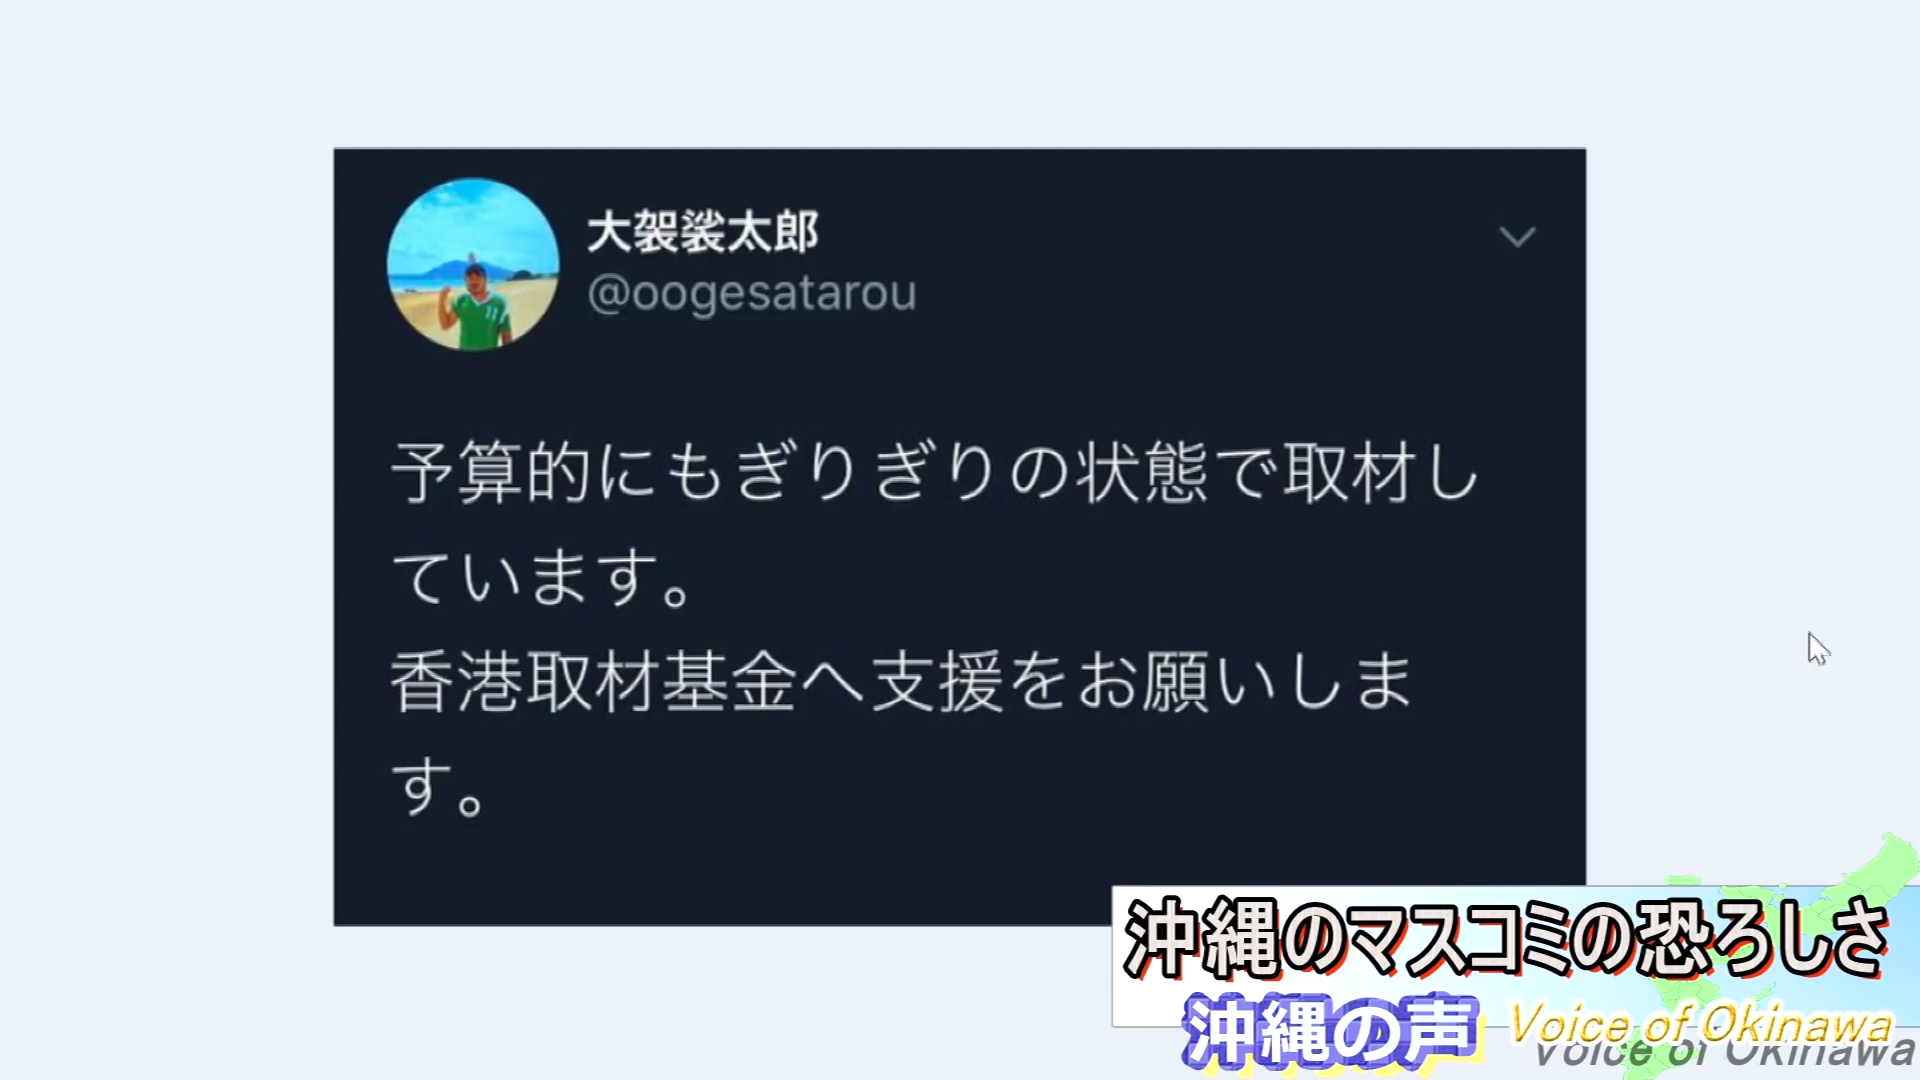 大袈裟太郎
@oogesatarou
予算的にもぎりぎりの状態で取材し
ています。
香港取材基金へ支援をお願いしま
す。
沖縄のマスコミの恐ろしさ
沖縄の声 Voice of Okinawa
Voice of Okinawa